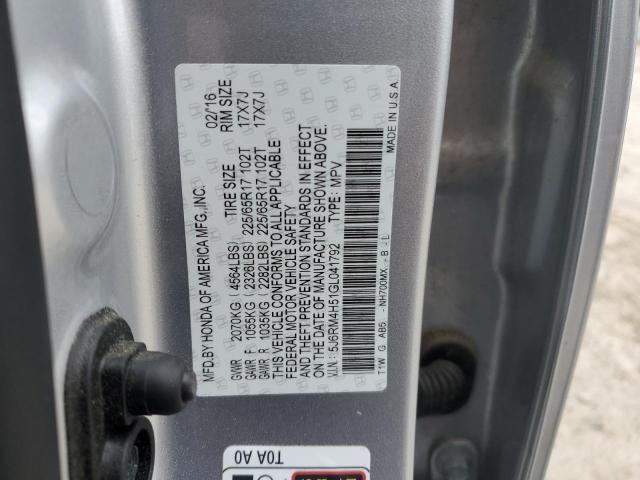 MFD.BY HONDA OF AMERICA MFG.,INC. 02/16
TIRE SIZE RIM SIZE
GVWR 2070KG ( 4564LBS)
GAWR F 1055KG ( 2326LBS) 225/65R17 102T 17X7J
GAWR R 1035KG ( 2282LBS) 225/65R17 102T 17X7J
THIS VEHICLE CONFORMS TO ALL APPLICABLE
FEDERAL MOTOR VEHICLE SAFETY
AND THEFT PREVENTION STANDARDS IN EFFECT
ON THE DATE OF MANUFACTURE SHOWN ABOVE.
V.I.N.: 5J6RM4H51GL041792 TYPE: MPV
T1W G AB5 -NH700MX -B -L MADE IN U.S.A.
T0A A0